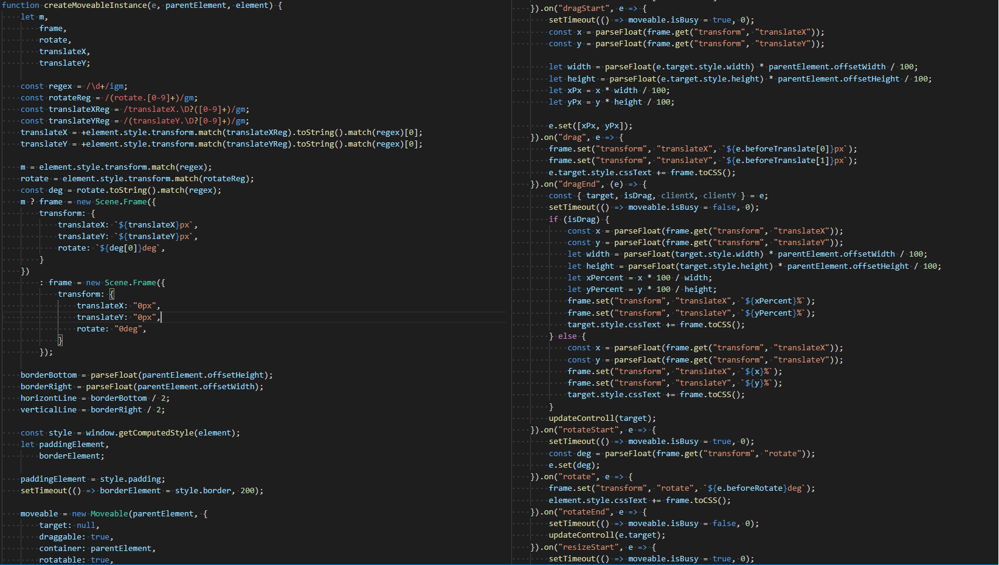 function createMoveableInstance(e, parentElement, element) {
let m,
frame,
rotate,
translateX,
translateY;
const regex = /\d+/igm;
const rotateReg = /(rotate.[0-9]+)/gm;
const translateXReg = /translateX.\D?([0-9]+)/gm;
const translateYReg = /(translateY.\D?[0-9]+)/gm;
translateX = +element.style.transform.match(translateXReg).toString().match(regex)[0];
translateY = +element.style.transform.match(translateYReg).toString().match(regex)[0];
m = element.style.transform.match(regex);
rotate = element.style.transform.match(rotateReg);
const deg = rotate.toString().match(regex);
m ? frame = new Scene.Frame({
transform: {
translateX: `${translateX}px`,
translateY: `${translateY}px`,
rotate: `${deg[0]}deg`,
}
})
: frame = new Scene.Frame({
transform: {
translateX: "0px",
translateY: "0px",
rotate: "0deg",
}
});
borderBottom = parseFloat(parentElement.offsetHeight);
borderRight = parseFloat(parentElement.offsetWidth);
horizontLine = borderBottom / 2;
verticalLine = borderRight / 2;
const style = window.getComputedStyle(element);
let paddingElement,
borderElement;
paddingElement = style.padding;
setTimeout(() => borderElement = style.border, 200);
moveable = new Moveable(parentElement, {
target: null,
draggable: true,
container: parentElement,
rotatable: true,
}).on("dragStart", e => {
setTimeout(() => moveable.isBusy = true, 0);
const x = parseFloat(frame.get("transform", "translateX"));
const y = parseFloat(frame.get("transform", "translateY"));
let width = parseFloat(e.target.style.width) * parentElement.offsetWidth / 100;
let height = parseFloat(e.target.style.height) * parentElement.offsetHeight / 100;
let xPx = x * width / 100;
let yPx = y * height / 100;
e.set([xPx, yPx]);
}).on("drag", e => {
frame.set("transform", "translateX", `${e.beforeTranslate[0]}px`);
frame.set("transform", "translateY", `${e.beforeTranslate[1]}px`);
e.target.style.cssText += frame.toCSS();
}).on("dragEnd", (e) => {
const { target, isDrag, clientX, clientY } = e;
setTimeout(() => moveable.isBusy = false, 0);
if (isDrag) {
const x = parseFloat(frame.get("transform", "translateX"));
const y = parseFloat(frame.get("transform", "translateY"));
let width = parseFloat(target.style.width) * parentElement.offsetWidth / 100;
let height = parseFloat(target.style.height) * parentElement.offsetHeight / 100;
let xPercent = x * 100 / width;
let yPercent = y * 100 / height;
frame.set("transform", "translateX", `${xPercent}%`);
frame.set("transform", "translateY", `${yPercent}%`);
target.style.cssText += frame.toCSS();
} else {
const x = parseFloat(frame.get("transform", "translateX"));
const y = parseFloat(frame.get("transform", "translateY"));
frame.set("transform", "translateX", `${x}%`);
frame.set("transform", "translateY", `${y}%`);
target.style.cssText += frame.toCSS();
}
updateControll(target);
}).on("rotateStart", e => {
setTimeout(() => moveable.isBusy = true, 0);
const deg = parseFloat(frame.get("transform", "rotate"));
e.set(deg);
}).on("rotate", e => {
frame.set("transform", "rotate", `${e.beforeRotate}deg`);
element.style.cssText += frame.toCSS();
}).on("rotateEnd", e => {
setTimeout(() => moveable.isBusy = false, 0);
updateControll(e.target);
}).on("resizeStart", e => {
setTimeout(() => moveable.isBusy = true, 0);